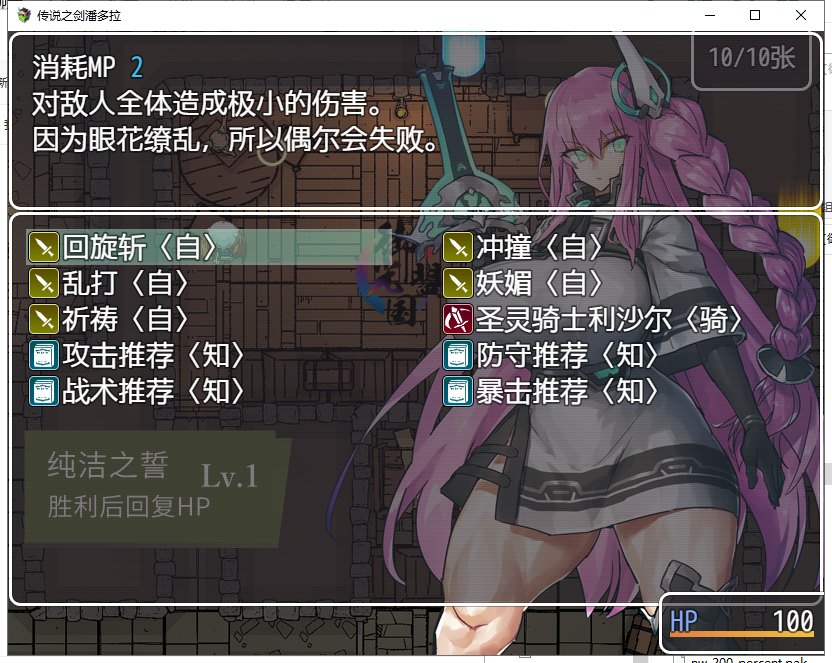 传说之剑潘多拉
10/10张
消耗MP 2
对敌人全体造成极小的伤害。
因为眼花缭乱，所以偶尔会失败。
回旋斩〈自〉 冲撞〈自〉
乱打〈自〉 妖媚〈自〉
祈祷〈自〉 圣灵骑士利沙尔〈骑〉
攻击推荐〈知〉 防守推荐〈知〉
战术推荐〈知〉 暴击推荐〈知〉
纯洁之誓 Lv.1
胜利后回复HP
HP 100